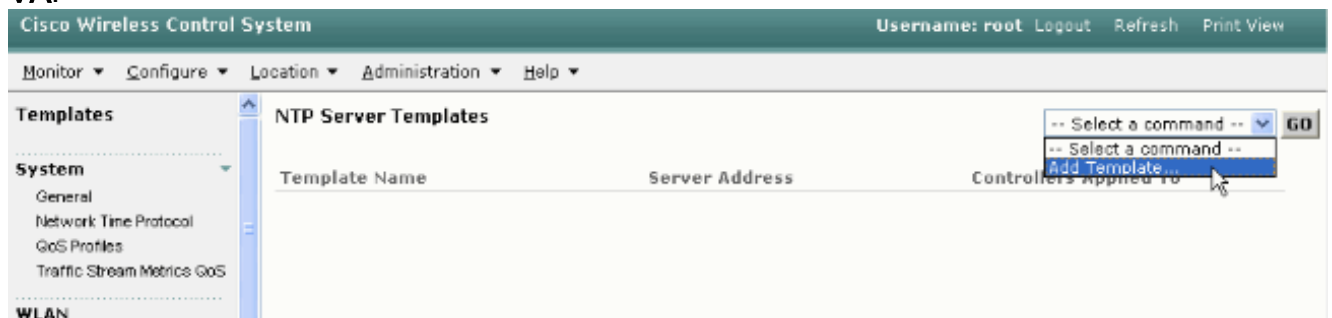 Cisco Wireless Control System Username: root Logout Refresh Print View
Monitor Configure Location Administration Help
Templates
NTP Server Templates
-- Select a command -- GO
-- Select a command --
Add Template...
System
Template Name Server Address Controllers Applied To
General
Network Time Protocol
QoS Profiles
Traffic Stream Metrics QoS
WLAN